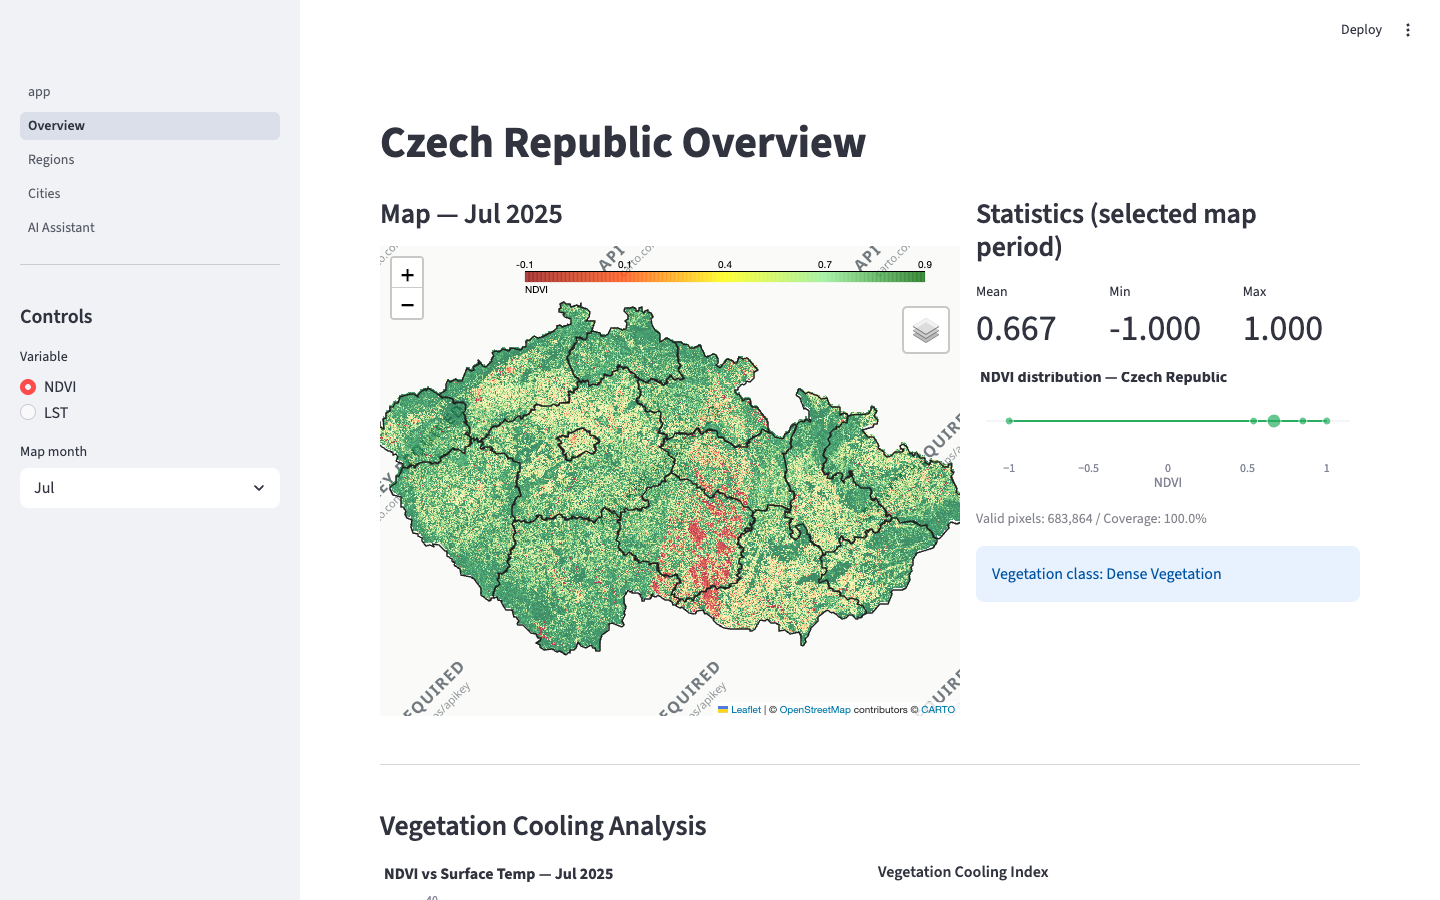 Deploy
app
Overview
Regions
Cities
AI Assistant
Controls
Variable
NDVI
LST
Map month
Jul
Czech Republic Overview
Map — Jul 2025
+
−
-0.1 0.1 0.4 0.7 0.9
NDVI
API
API
EQUIRED
EQUIRED
Leaflet | © OpenStreetMap contributors © CARTO
Statistics (selected map
period)
Mean Min Max
0.667 -1.000 1.000
NDVI distribution — Czech Republic
−1 −0.5 0 0.5 1
NDVI
Valid pixels: 683,864 / Coverage: 100.0%
Vegetation class: Dense Vegetation
Vegetation Cooling Analysis
NDVI vs Surface Temp — Jul 2025
Vegetation Cooling Index